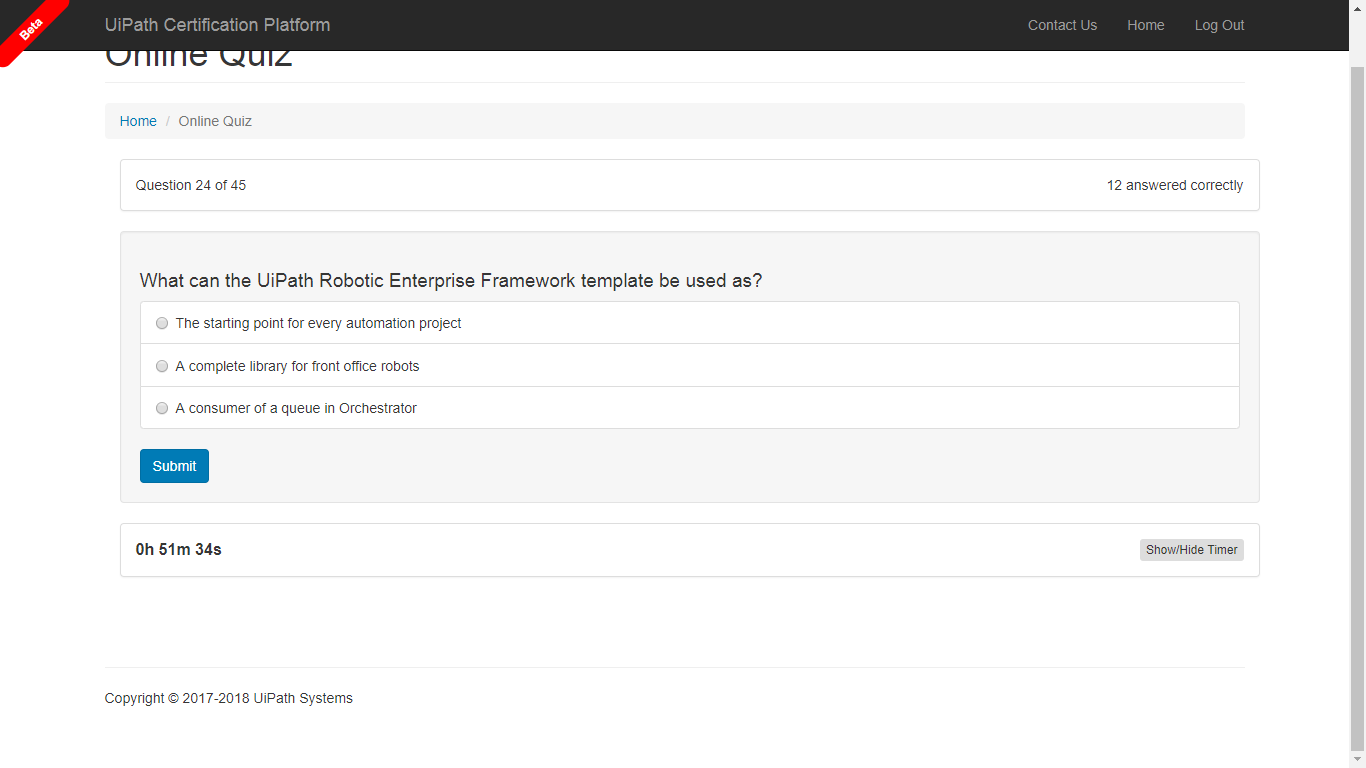 Beta
UiPath Certification Platform
Contact Us
Home
Log Out
Online Quiz
Home / Online Quiz
Question 24 of 45
12 answered correctly
What can the UiPath Robotic Enterprise Framework template be used as?
The starting point for every automation project
A complete library for front office robots
A consumer of a queue in Orchestrator
Submit
0h 51m 34s
Show/Hide Timer
Copyright © 2017-2018 UiPath Systems